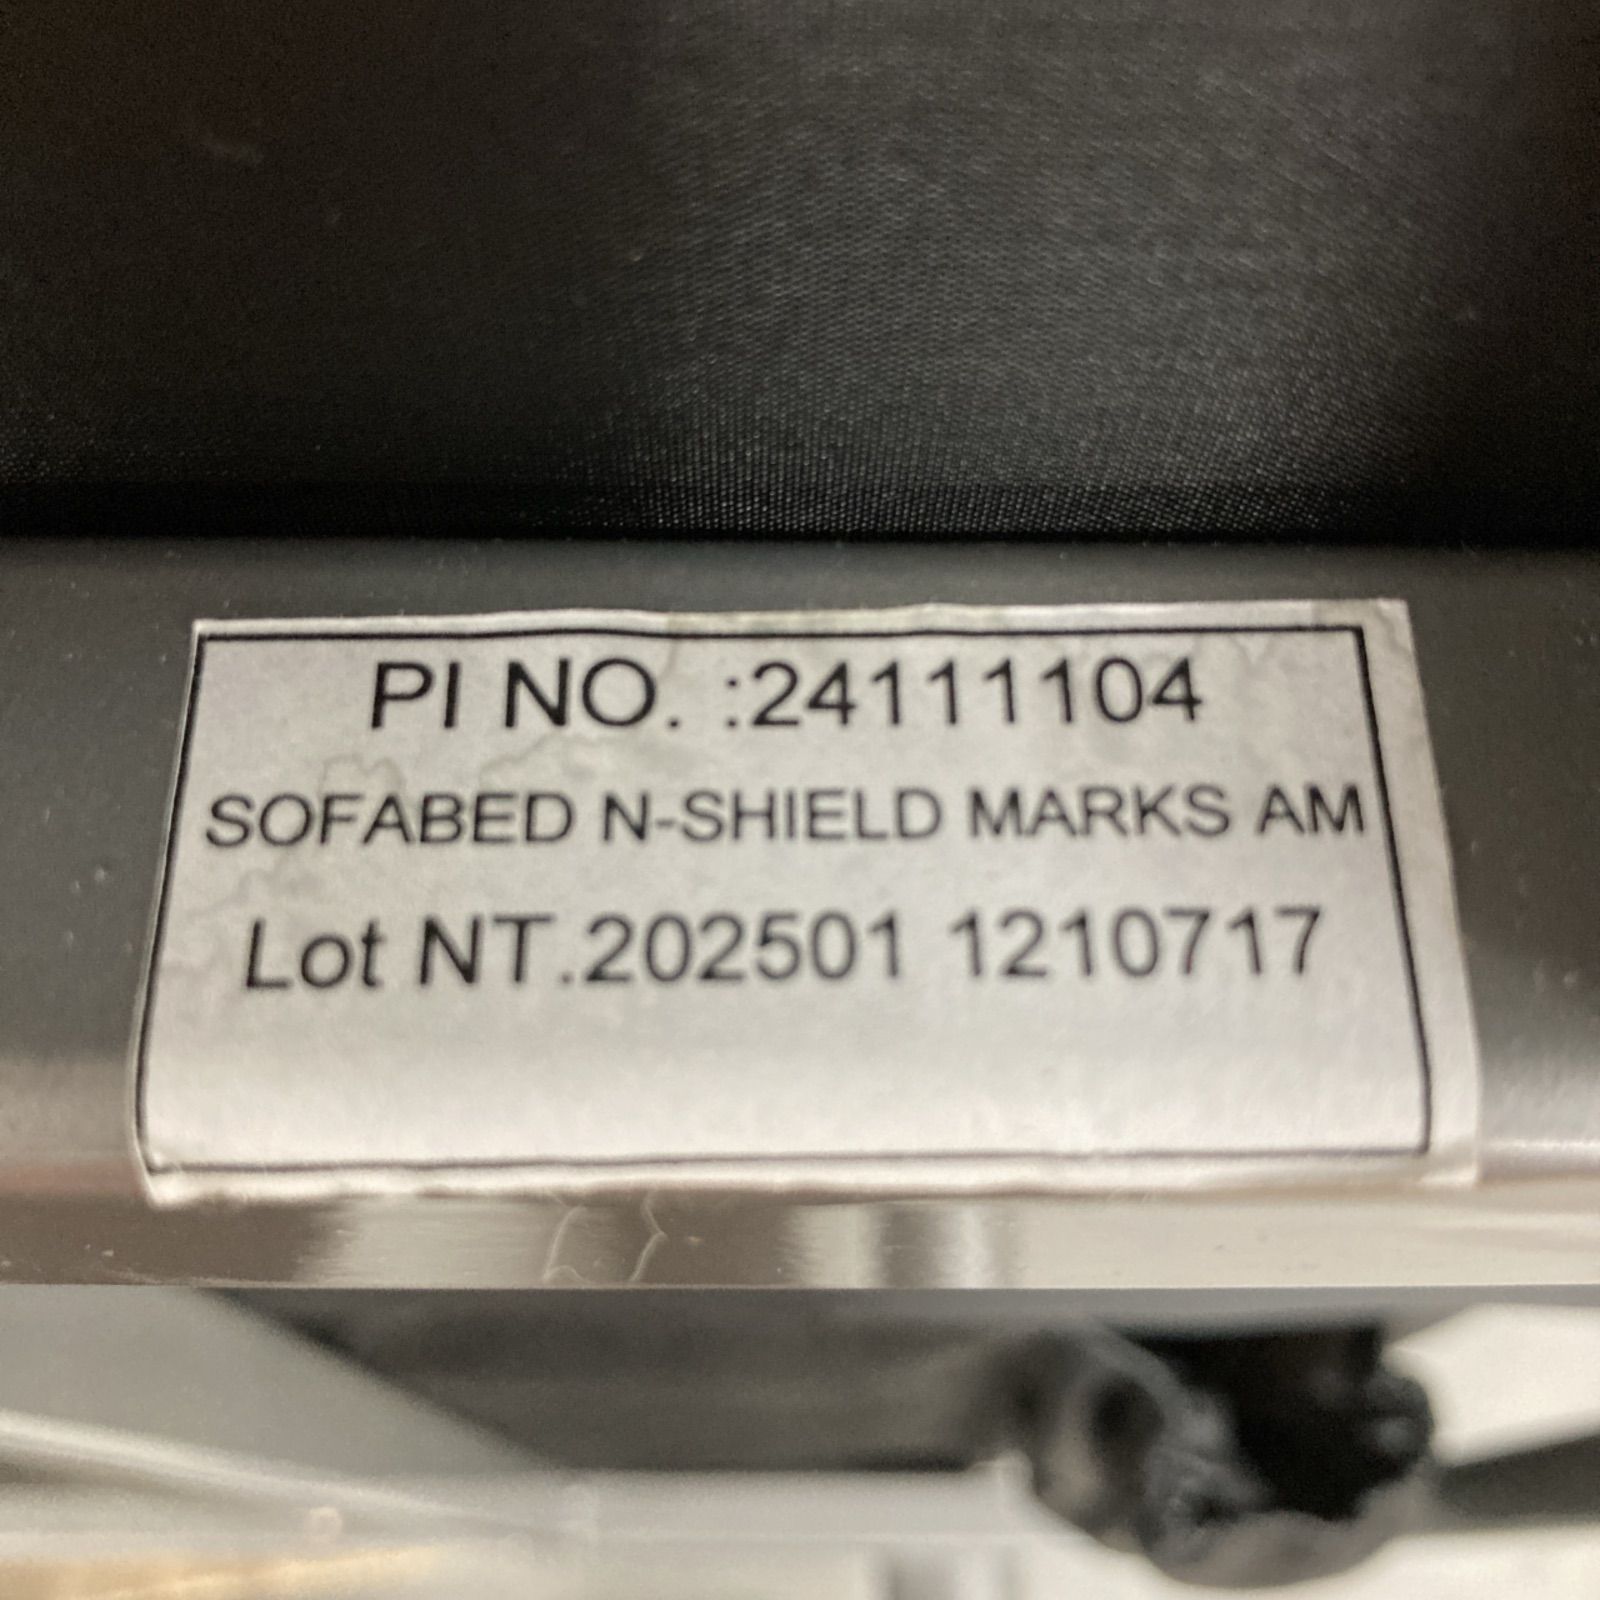 PI NO. :24111104
SOFABED N-SHIELD MARKS AM
Lot NT.202501 1210717